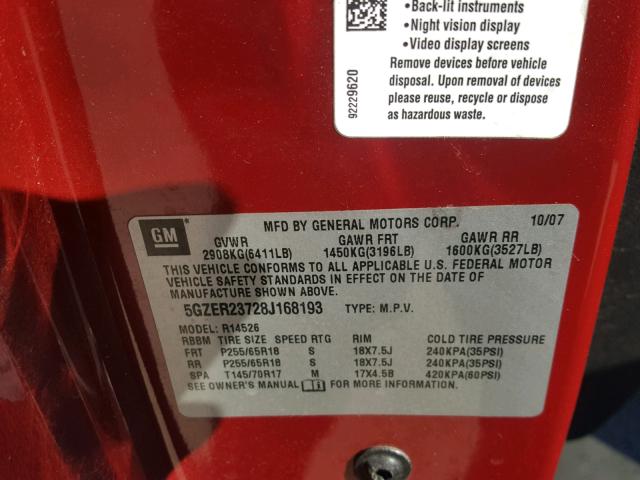 • Back-lit instruments
• Night vision display
• Video display screens
Remove devices before vehicle
disposal. Upon removal of devices
please reuse, recycle or dispose
as hazardous waste.
92229620
GM
MFD BY GENERAL MOTORS CORP. 10/07
GVWR GAWR FRT GAWR RR
2908KG(6411LB) 1450KG(3196LB) 1600KG(3527LB)
THIS VEHICLE CONFORMS TO ALL APPLICABLE U.S. FEDERAL MOTOR
VEHICLE SAFETY STANDARDS IN EFFECT ON THE DATE OF
MANUFACTURE SHOWN ABOVE.
5GZER23728J168193 TYPE: M.P.V.
MODEL: R14526
RBBM TIRE SIZE SPEED RTG RIM COLD TIRE PRESSURE
FRT P255/65R18 S 18X7.5J 240KPA(35PSI)
RR P255/65R18 S 18X7.5J 240KPA(35PSI)
SPA T145/70R17 M 17X4.5B 420KPA(60PSI)
SEE OWNER'S MANUAL FOR MORE INFORMATION.